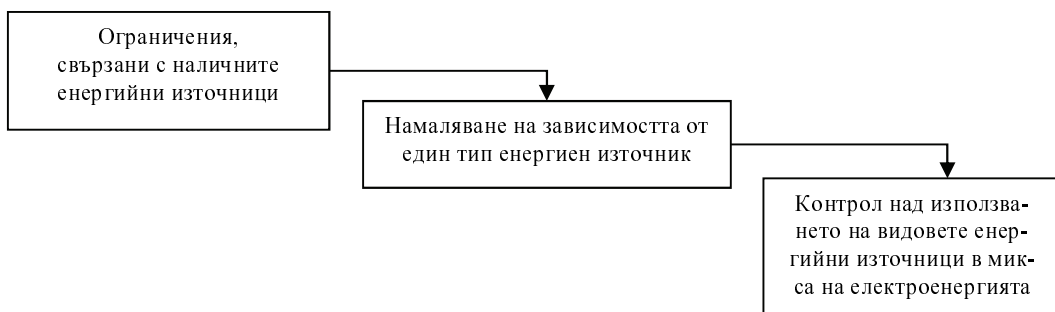 Ограничения,
свързани с наличните
енергийни източници
Намаляване на зависимостта от
един тип енергиен източник
Контрол над използва-
нето на видовете енер-
гийни източници в мик-
са на електроенергията